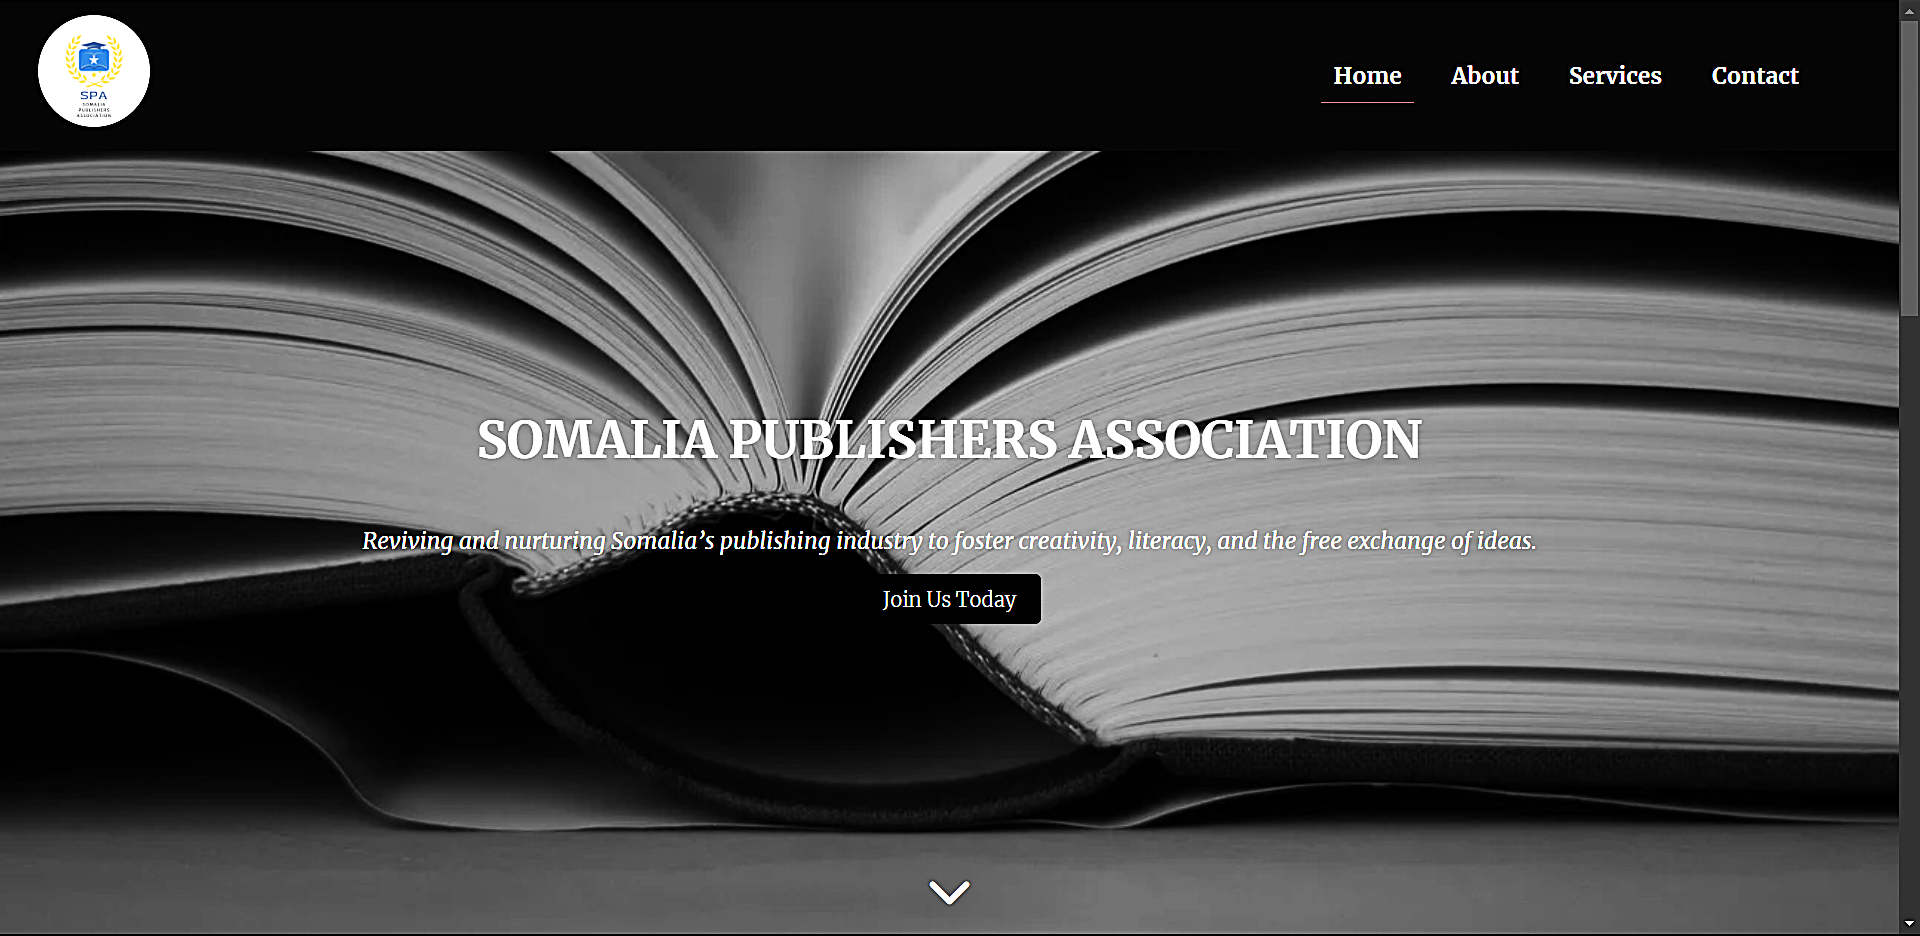 SPA
SOMALIA
PUBLISHERS
ASSOCIATION
Home
About
Services
Contact
SOMALIA PUBLISHERS ASSOCIATION
Reviving and nurturing Somalia’s publishing industry to foster creativity, literacy, and the free exchange of ideas.
Join Us Today